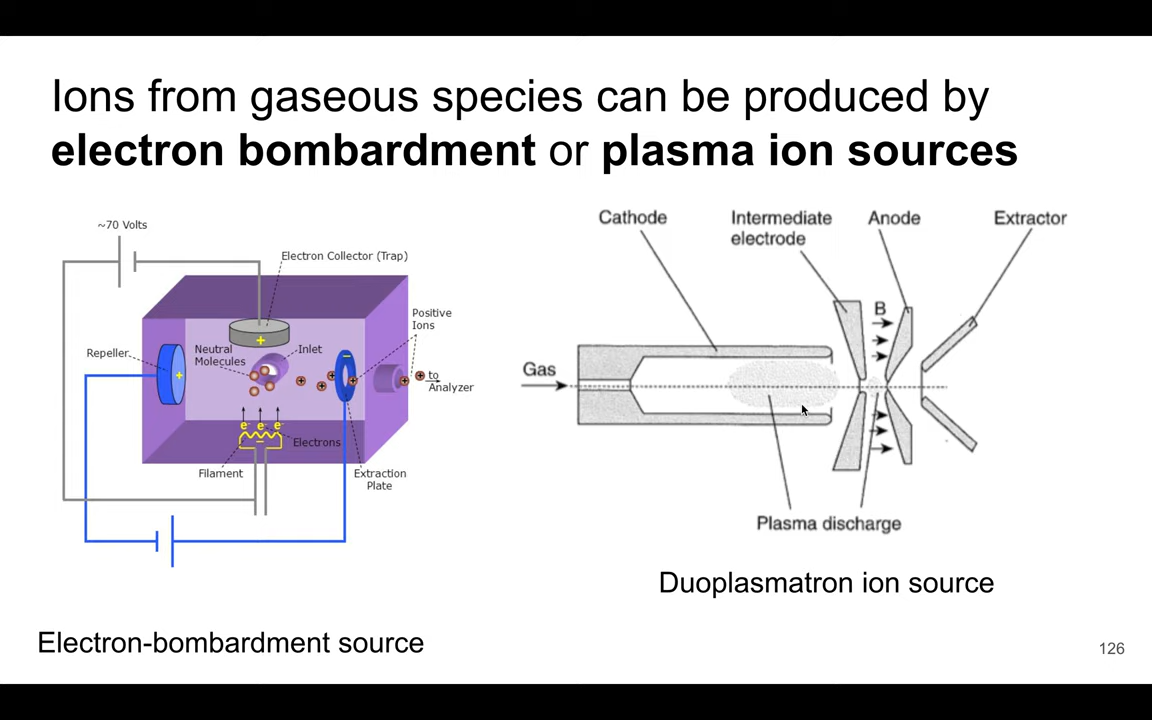 Ions from gaseous species can be produced by
electron bombardment or plasma ion sources
~70 Volts
Electron Collector (Trap)
+
Positive
Ions
Repeller
+
Neutral
Molecules
Inlet
−
to
Analyzer
e⁻ e⁻ e⁻
−
Electrons
Filament
Extraction
Plate
Electron-bombardment source
Cathode
Intermediate
electrode
Anode
Extractor
B
Gas
Plasma discharge
Duoplasmatron ion source
126